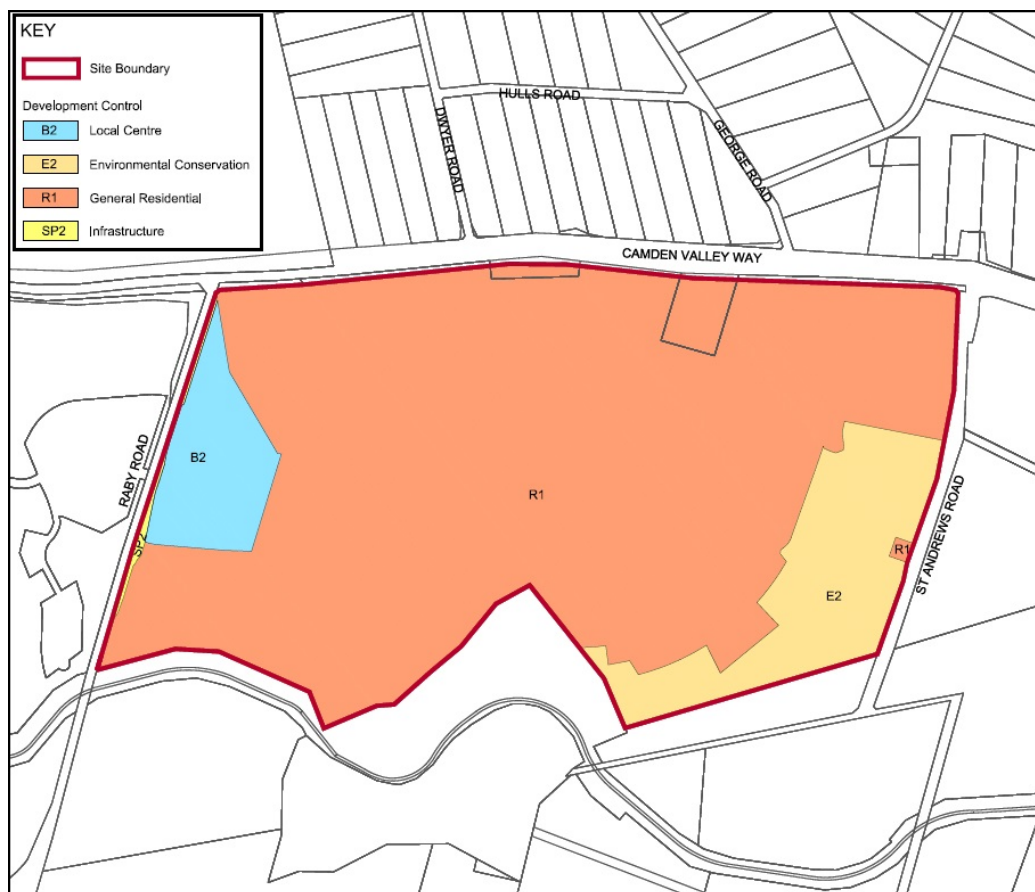 KEY
Site Boundary
Development Control
B2 Local Centre
E2 Environmental Conservation
R1 General Residential
SP2 Infrastructure
HULLS ROAD
DWYER ROAD
GEORGE ROAD
CAMDEN VALLEY WAY
RABY ROAD
B2
R1
SP2
R1
E2
ST ANDREWS ROAD